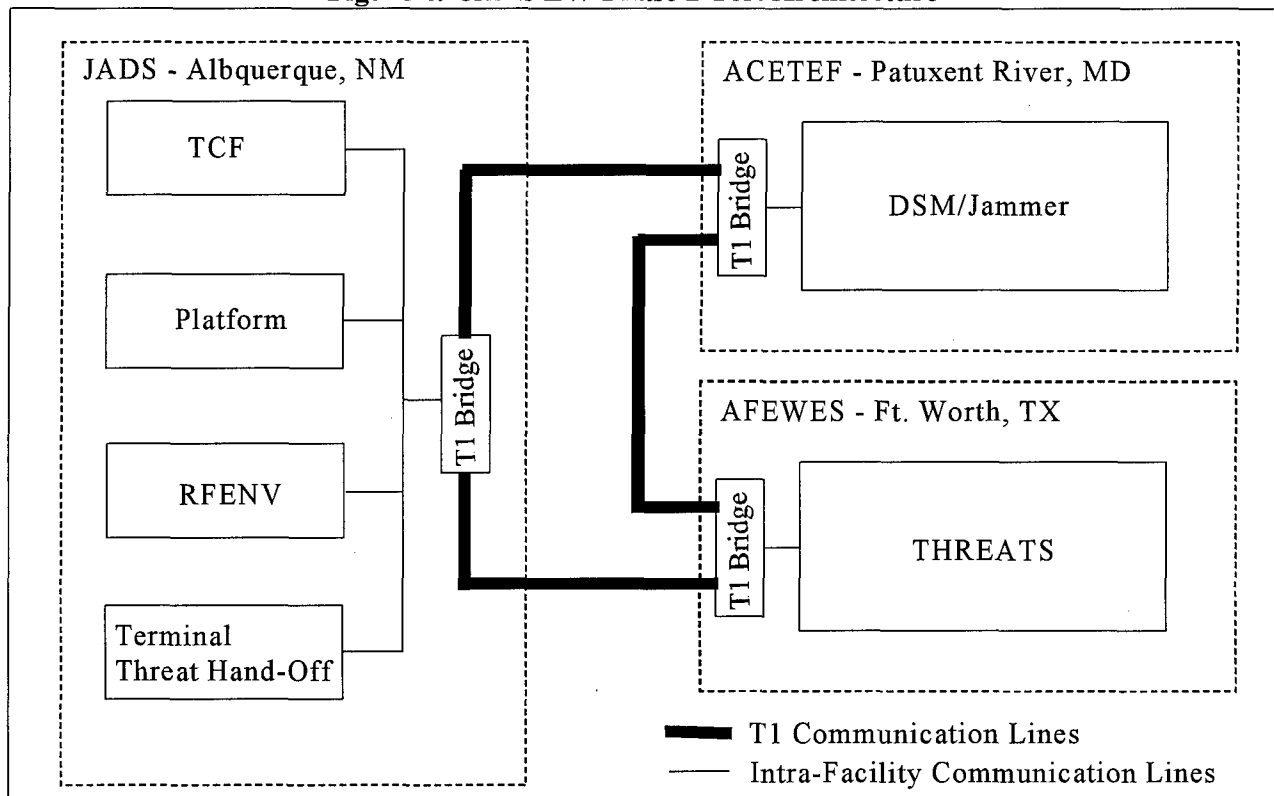 JADS - Albquerque, NM
TCF
Platform
RFENV
Terminal
Threat Hand-Off
T1 Bridge
ACETEF - Patuxent River, MD
T1 Bridge
DSM/Jammer
AFEWES - Ft. Worth, TX
T1 Bridge
THREATS
T1 Communication Lines
Intra-Facility Communication Lines